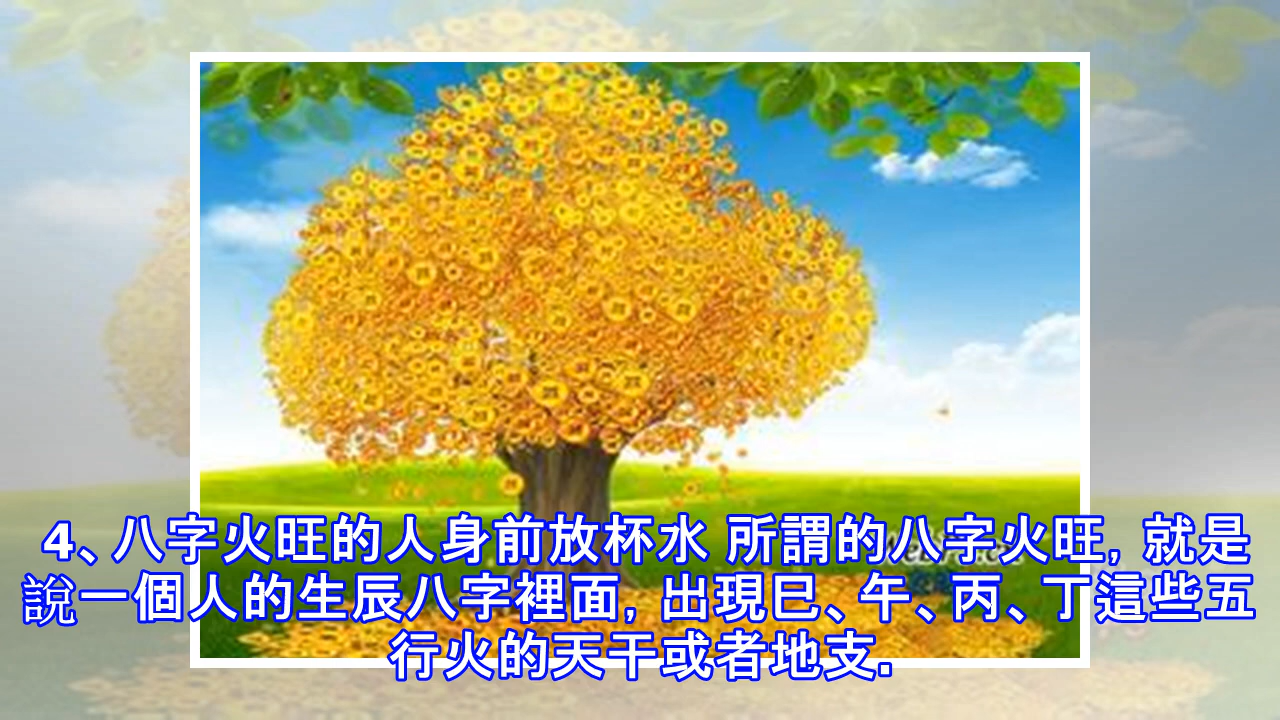 4、八字火旺的人身前放杯水 所謂的八字火旺, 就是
說一個人的生辰八字裡面, 出現巳、午、丙、丁這些五
行火的天干或者地支.